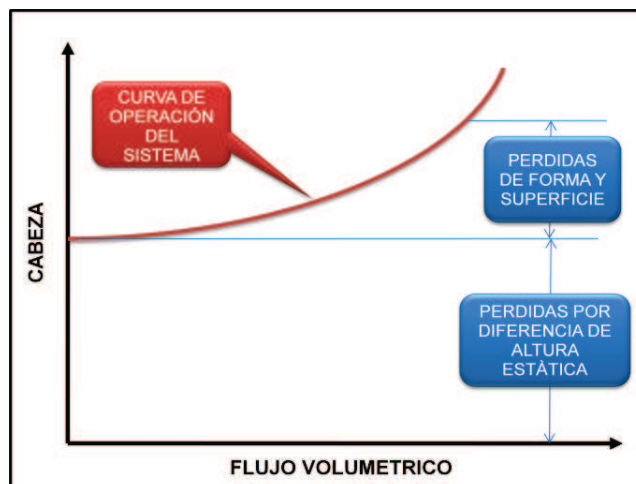 CURVA DE
OPERACIÓN
DEL
SISTEMA
PERDIDAS
DE FORMA Y
SUPERFICIE
PERDIDAS POR
DIFERENCIA DE
ALTURA
ESTÀTICA
CABEZA
FLUJO VOLUMETRICO